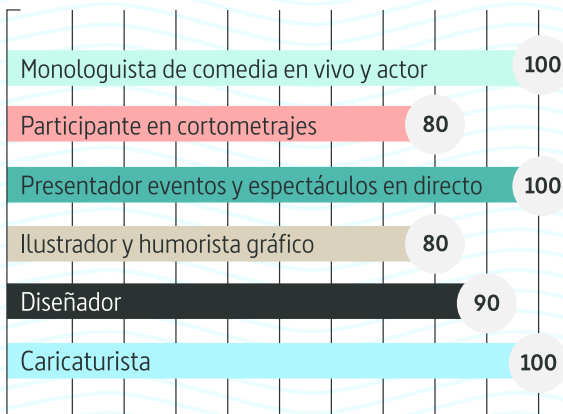 Monologuista de comedia en vivo y actor 100
Participante en cortometrajes 80
Presentador eventos y espectáculos en directo 100
Ilustrador y humorista gráfico 80
Diseñador 90
Caricaturista 100